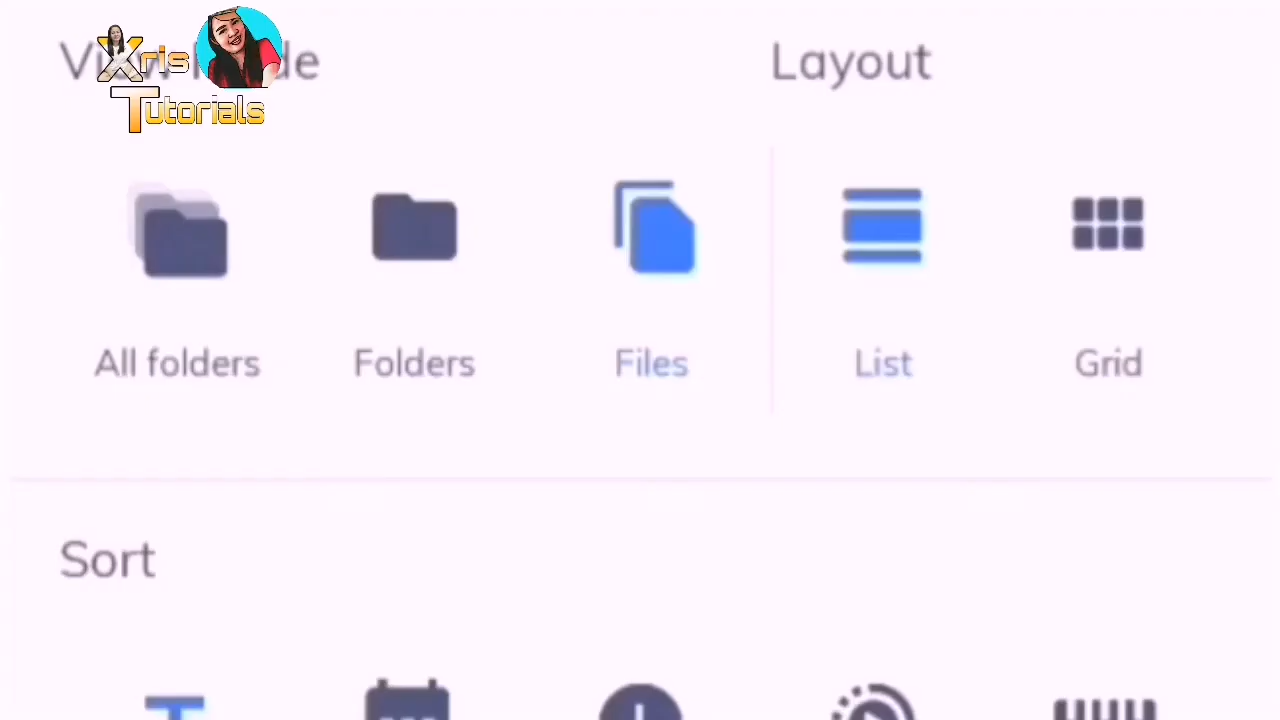 Xris
Tutorials
Layout
All folders
Folders
Files
List
Grid
Sort